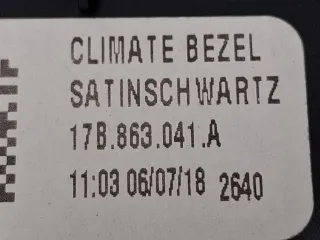 CLIMATE BEZEL
SATINSCHWARTZ
17B.863.041.A
11:03 06/07/18 2640